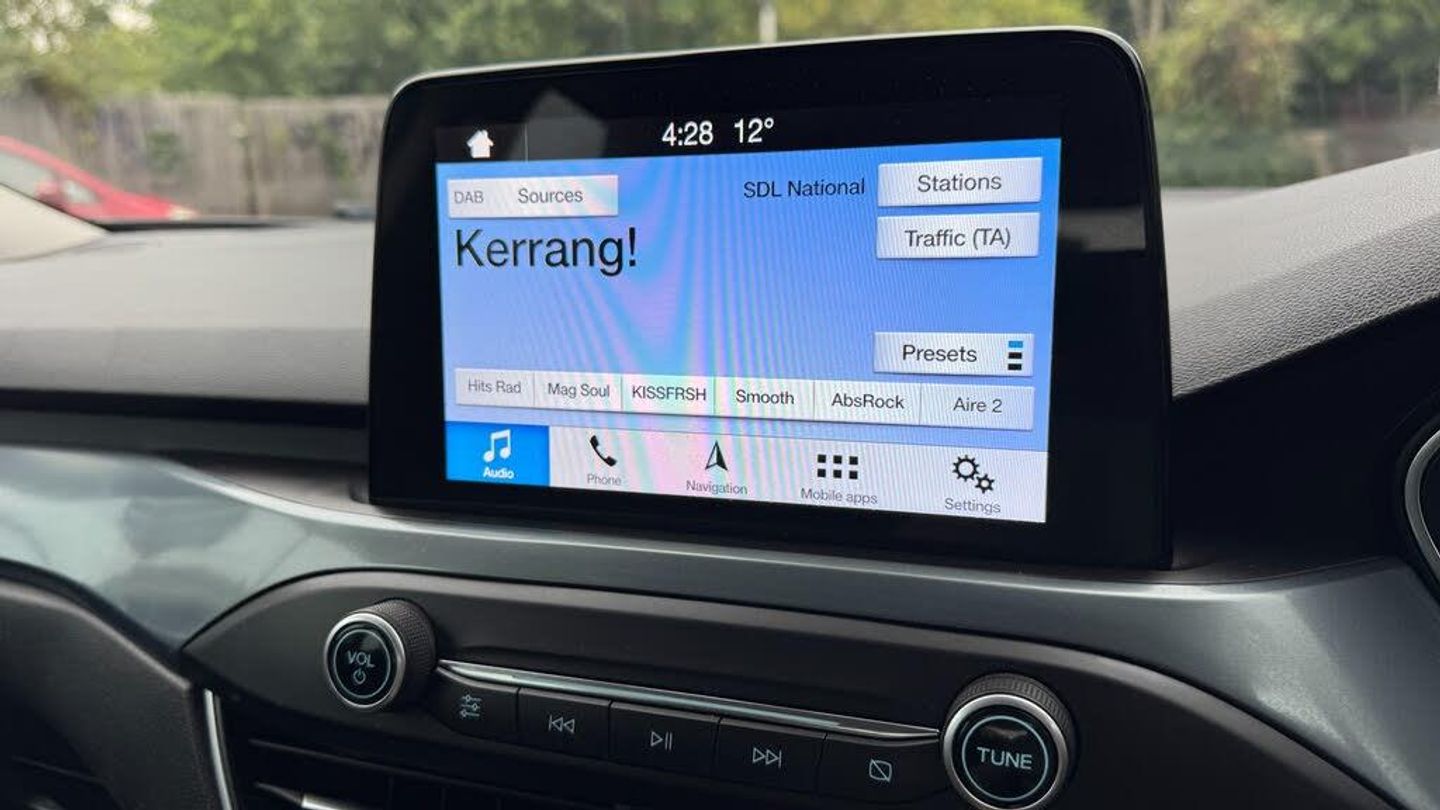 4:28 12°
DAB Sources
SDL National
Stations
Kerrang!
Traffic (TA)
Presets
Hits Rad Mag Soul KISSFRSH Smooth AbsRock Aire 2
Audio Phone Navigation Mobile apps Settings
VOL
TUNE